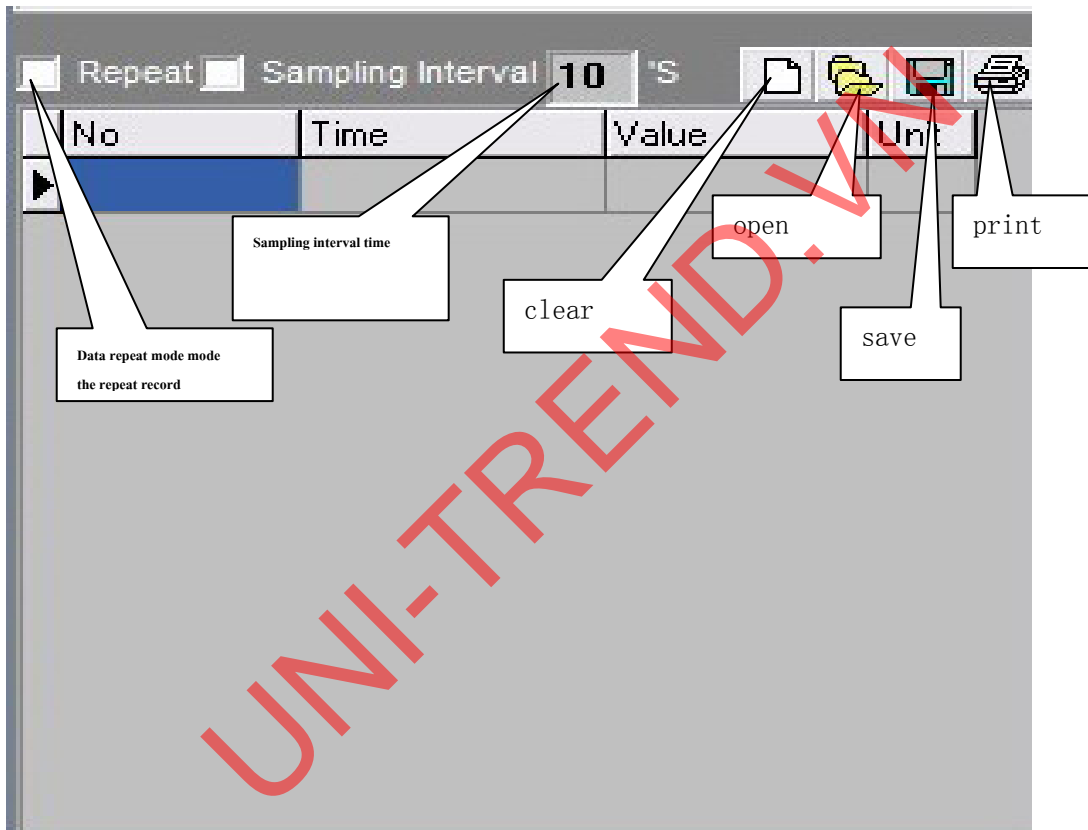 Repeat Sampling Interval 10 "S
No Time Value Unit
Sampling interval time
open
print
clear
save
Data repeat mode mode
the repeat record
UNI-TREND.VN